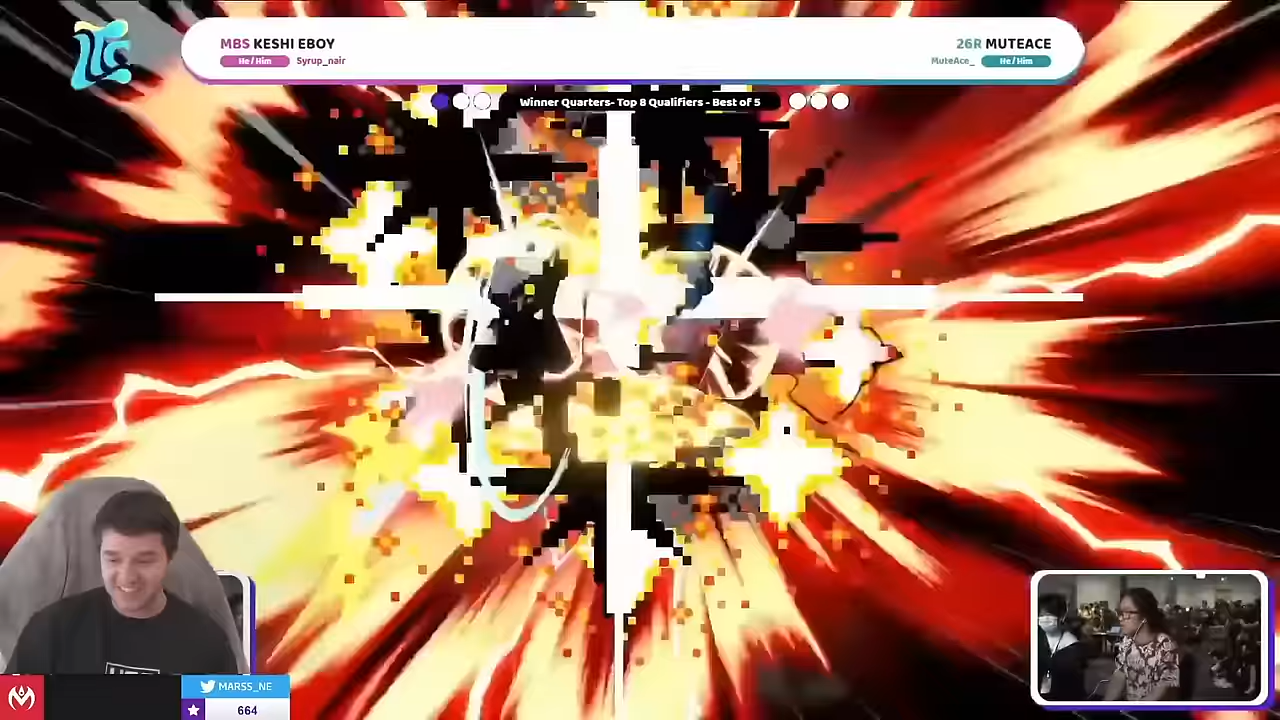 LTC
MBS KESHI EBOY
He / Him Syrup_nair
26R MUTEACE
MuteAce_ He / Him
Winner Quarters- Top 8 Qualifiers - Best of 5
MARSS_NE
664